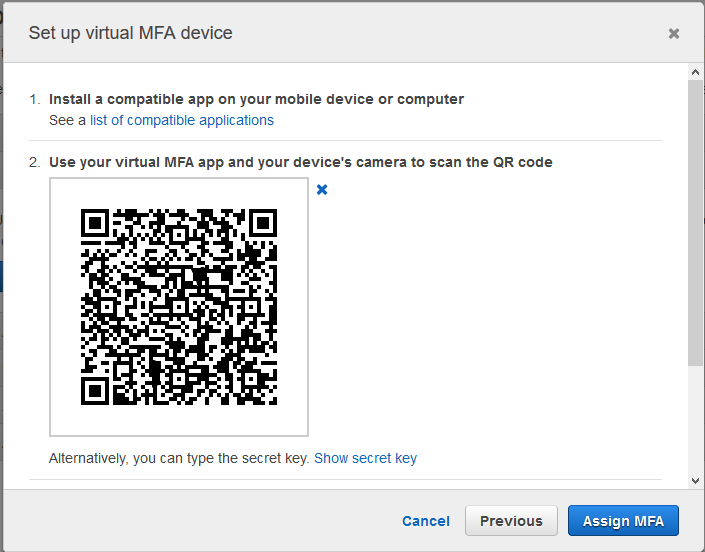 Set up virtual MFA device
1. Install a compatible app on your mobile device or computer
See a list of compatible applications
2. Use your virtual MFA app and your device's camera to scan the QR code
Alternatively, you can type the secret key. Show secret key
Cancel Previous Assign MFA